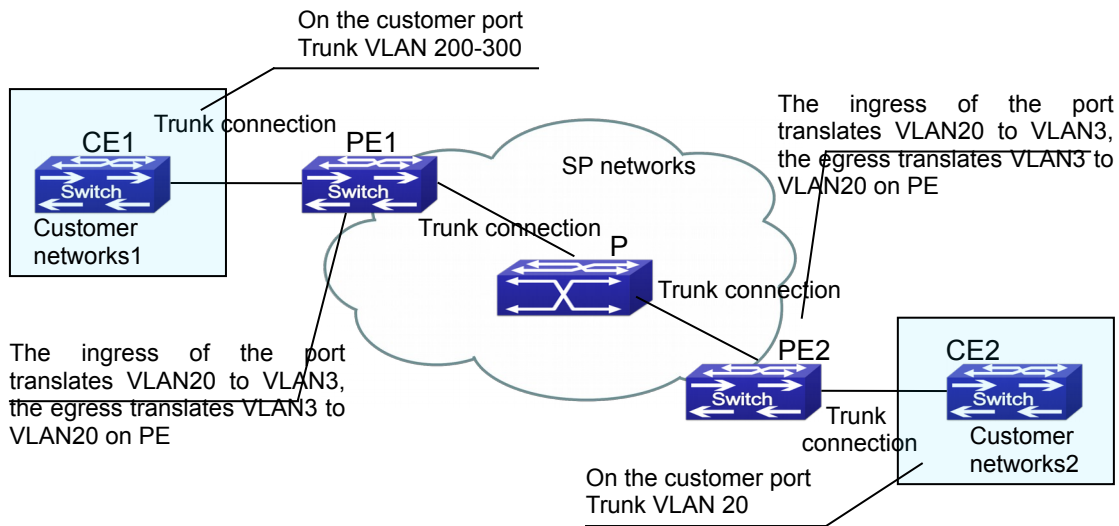 On the customer port
Trunk VLAN 200-300
Trunk connection
CE1
Switch
Customer
networks1
PE1
Switch
SP networks
Trunk connection
P
Trunk connection
The ingress of the port
translates VLAN20 to VLAN3,
the egress translates VLAN3 to
VLAN20 on PE
The ingress of the port
translates VLAN20 to VLAN3,
the egress translates VLAN3 to
VLAN20 on PE
PE2
Switch
Trunk
connection
CE2
Switch
Customer
networks2
On the customer port
Trunk VLAN 20